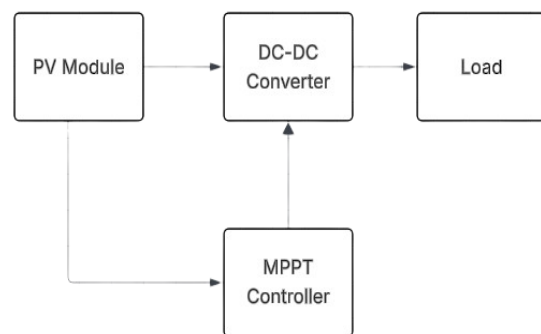 PV Module
DC-DC
Converter
Load
MPPT
Controller